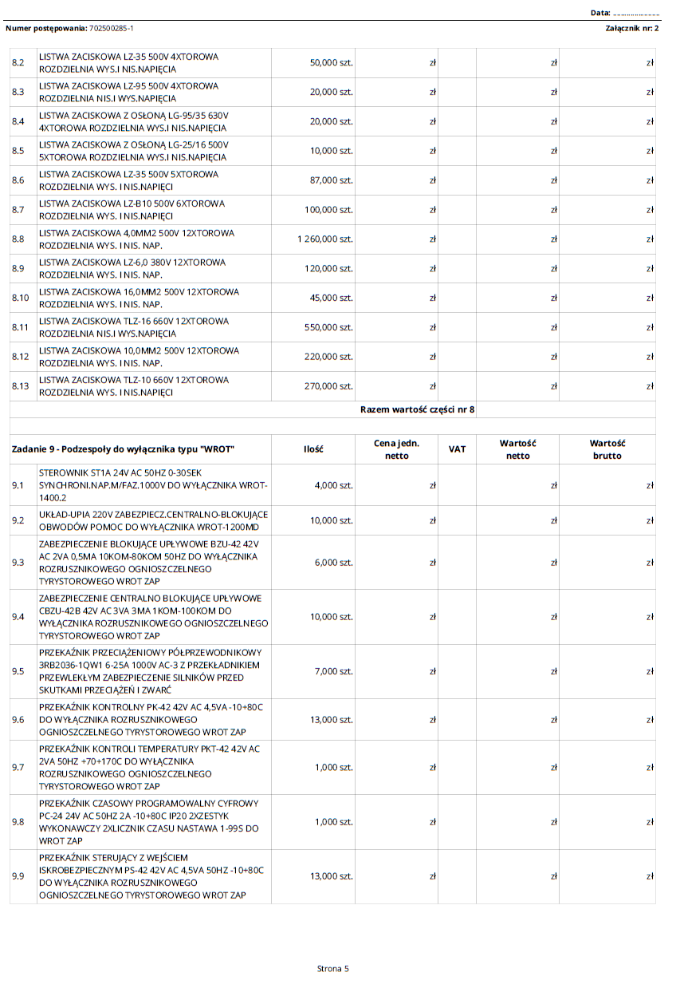 Data: ........................
Numer postępowania: 702500285-1 Załącznik nr: 2
8.2 LISTWA ZACISKOWA LZ-35 500V 4XTOROWA
ROZDZIELNIA WYS.I NIS.NAPIĘCIA 50,000 szt. zł zł zł
8.3 LISTWA ZACISKOWA LZ-95 500V 4XTOROWA
ROZDZIELNIA NIS.I WYS.NAPIĘCIA 20,000 szt. zł zł zł
8.4 LISTWA ZACISKOWA Z OSŁONĄ LG-95/35 630V
4XTOROWA ROZDZIELNIA WYS.I NIS.NAPIĘCIA 20,000 szt. zł zł zł
8.5 LISTWA ZACISKOWA Z OSŁONĄ LG-25/16 500V
5XTOROWA ROZDZIELNIA WYS.I NIS.NAPIĘCIA 10,000 szt. zł zł zł
8.6 LISTWA ZACISKOWA LZ-35 500V 5XTOROWA
ROZDZIELNIA WYS. I NIS.NAPIĘCI 87,000 szt. zł zł zł
8.7 LISTWA ZACISKOWA LZ-B10 500V 6XTOROWA
ROZDZIELNIA WYS. I NIS.NAPIĘCI 100,000 szt. zł zł zł
8.8 LISTWA ZACISKOWA 4,0MM2 500V 12XTOROWA
ROZDZIELNIA WYS. I NIS. NAP. 1 260,000 szt. zł zł zł
8.9 LISTWA ZACISKOWA LZ-6,0 380V 12XTOROWA
ROZDZIELNIA WYS. I NIS. NAP. 120,000 szt. zł zł zł
8.10 LISTWA ZACISKOWA 16,0MM2 500V 12XTOROWA
ROZDZIELNIA WYS. I NIS. NAP. 45,000 szt. zł zł zł
8.11 LISTWA ZACISKOWA TLZ-16 660V 12XTOROWA
ROZDZIELNIA NIS.I WYS.NAPIĘCIA 550,000 szt. zł zł zł
8.12 LISTWA ZACISKOWA 10,0MM2 500V 12XTOROWA
ROZDZIELNIA WYS. I NIS. NAP. 220,000 szt. zł zł zł
8.13 LISTWA ZACISKOWA TLZ-10 660V 12XTOROWA
ROZDZIELNIA WYS. I NIS.NAPIĘCI 270,000 szt. zł zł zł
Razem wartość części nr 8
Zadanie 9 - Podzespoły do wyłącznika typu "WROT" Ilość Cena jedn. netto VAT Wartość netto Wartość brutto
9.1 STEROWNIK ST1A 24V AC 50HZ 0-30SEK
SYNCHRONI.NAP.M/FAZ.1000V DO WYŁĄCZNIKA WROT-
1400.2 4,000 szt. zł zł zł
9.2 UKŁAD-UPIA 220V ZABEZPIECZ.CENTRALNO-BLOKUJĄCE
OBWODÓW POMOC DO WYŁĄCZNIKA WROT-1200MD 10,000 szt. zł zł zł
9.3 ZABEZPIECZENIE BLOKUJĄCE UPŁYWOWE BZU-42 42V
AC 2VA 0,5MA 10KOM-80KOM 50HZ DO WYŁĄCZNIKA
ROZRUSZNIKOWEGO OGNIOSZCZELNEGO
TYRYSTOROWEGO WROT ZAP 6,000 szt. zł zł zł
9.4 ZABEZPIECZENIE CENTRALNO BLOKUJĄCE UPŁYWOWE
CBZU-42B 42V AC 3VA 3MA 1KOM-100KOM DO
WYŁĄCZNIKA ROZRUSZNIKOWEGO OGNIOSZCZELNEGO
TYRYSTOROWEGO WROT ZAP 10,000 szt. zł zł zł
9.5 PRZEKAŹNIK PRZECIĄŻENIOWY PÓŁPRZEWODNIKOWY
3RB2036-1QW1 6-25A 1000V AC-3 Z PRZEKŁADNIKIEM
PRZEWLEKŁYM ZABEZPIECZENIE SILNIKÓW PRZED
SKUTKAMI PRZECIĄŻEŃ I ZWARĆ 7,000 szt. zł zł zł
9.6 PRZEKAŹNIK KONTROLNY PK-42 42V AC 4,5VA -10+80C
DO WYŁĄCZNIKA ROZRUSZNIKOWEGO
OGNIOSZCZELNEGO TYRYSTOROWEGO WROT ZAP 13,000 szt. zł zł zł
9.7 PRZEKAŹNIK KONTROLI TEMPERATURY PKT-42 42V AC
2VA 50HZ +70+170C DO WYŁĄCZNIKA
ROZRUSZNIKOWEGO OGNIOSZCZELNEGO
TYRYSTOROWEGO WROT ZAP 1,000 szt. zł zł zł
9.8 PRZEKAŹNIK CZASOWY PROGRAMOWALNY CYFROWY
PC-24 24V AC 50HZ 2A -10+80C IP20 2XZESTYK
WYKONAWCZY 2XLICZNIK CZASU NASTAWA 1-99S DO
WROT ZAP 1,000 szt. zł zł zł
9.9 PRZEKAŹNIK STERUJĄCY Z WEJŚCIEM
ISKROBEZPIECZNYM PS-42 42V AC 4,5VA 50HZ -10+80C
DO WYŁĄCZNIKA ROZRUSZNIKOWEGO
OGNIOSZCZELNEGO TYRYSTOROWEGO WROT ZAP 13,000 szt. zł zł zł
Strona 5